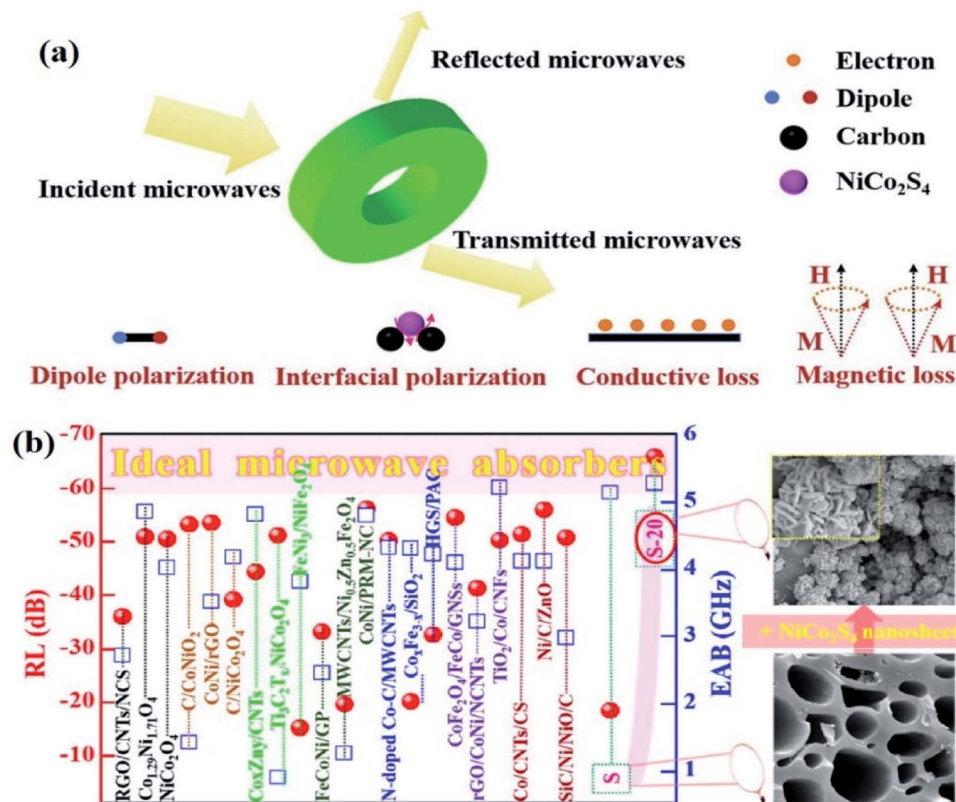 (a)
Reflected microwaves
Electron
Dipole
Carbon
NiCo₂S₄
Incident microwaves
Transmitted microwaves
H H
M M
Dipole polarization
Interfacial polarization
Conductive loss
Magnetic loss
(b)
RL (dB)
-70
-60
-50
-40
-30
-20
-10
Ideal microwave absorbers
RGO/CNTs/NCS
Co₁.₂₉Ni₁.₇₁O₄
NiCo₂O₄
C/CoNiO₂
CoNi/rGO
C/NiCo₂O₄
CoxZny/CNTs
Ti₃C₂Tₓ/NiCo₂O₄
FeNi₃/NiFe₂O₄
FeCoNi/GP
MWCNTs/Ni₀.₅Zn₀.₅Fe₂O₄
CoNi/PRM-NC
N-doped Co-C/MWCNTs
CoₓFe₃₋ₓ/SiO₂
HGS/PAC
CoFe₂O₄/FeCo/GNSs
rGO/CoNi/NCNTs
TiO₂/Co/CNFs
Co/CNTs/CS
Ni/C/ZnO
SiC/Ni/NiO/C
S
S-20
6
5
4
3
2
1
EAB (GHz)
+ NiCo₂S₄ nanosheet